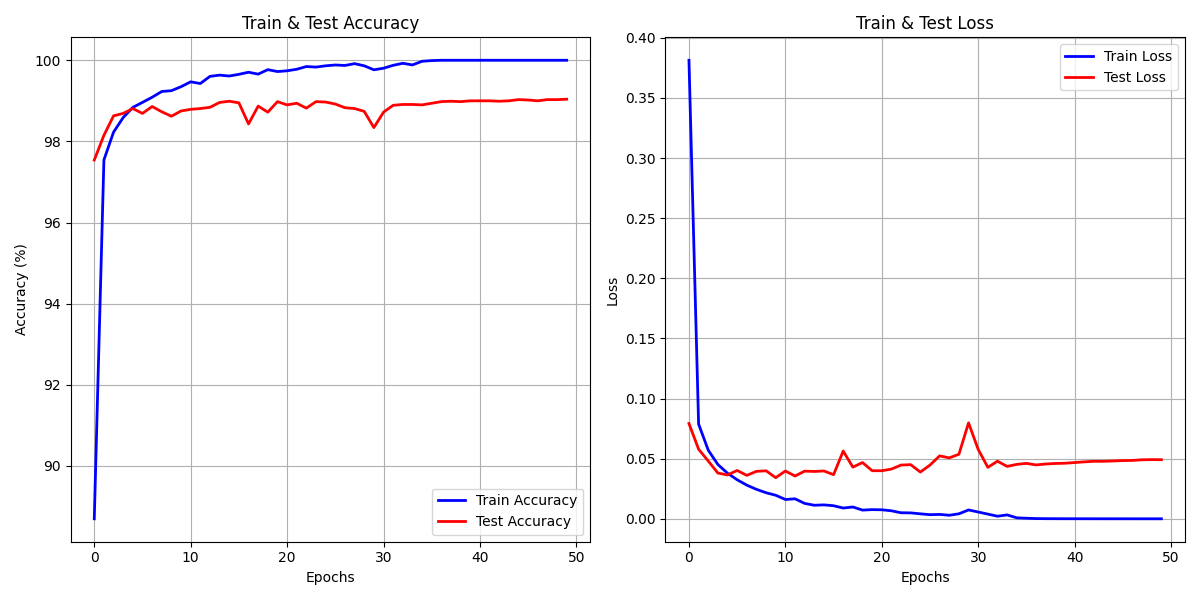 Train & Test Accuracy
100
98
96
94
92
90
Accuracy (%)
0
10
20
30
40
50
Epochs
Train Accuracy
Test Accuracy
Train & Test Loss
0.40
0.35
0.30
0.25
0.20
0.15
0.10
0.05
0.00
Loss
0
10
20
30
40
50
Epochs
Train Loss
Test Loss